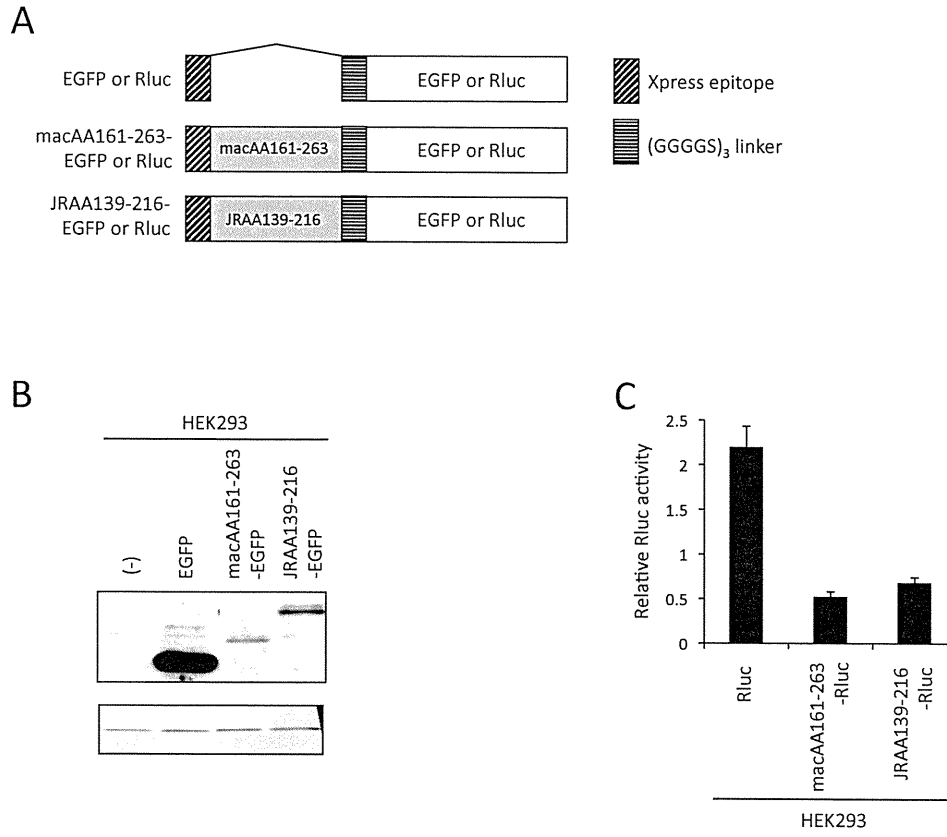 A
EGFP or Rluc
EGFP or Rluc
macAA161-263-
EGFP or Rluc
macAA161-263
EGFP or Rluc
JRAA139-216-
EGFP or Rluc
JRAA139-216
EGFP or Rluc
Xpress epitope
(GGGGS)3 linker
B
HEK293
(-)
EGFP
macAA161-263
-EGFP
JRAA139-216
-EGFP
C
Relative Rluc activity
2.5
2
1.5
1
0.5
0
Rluc
macAA161-263
-Rluc
JRAA139-216
-Rluc
HEK293